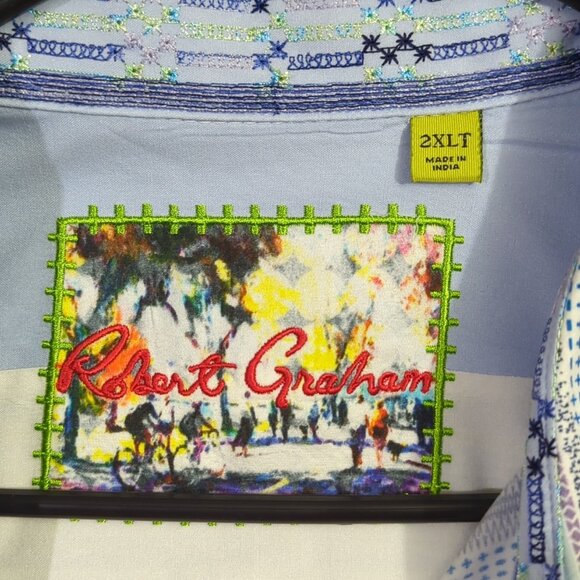 2XLT
MADE IN
INDIA
Robert Graham